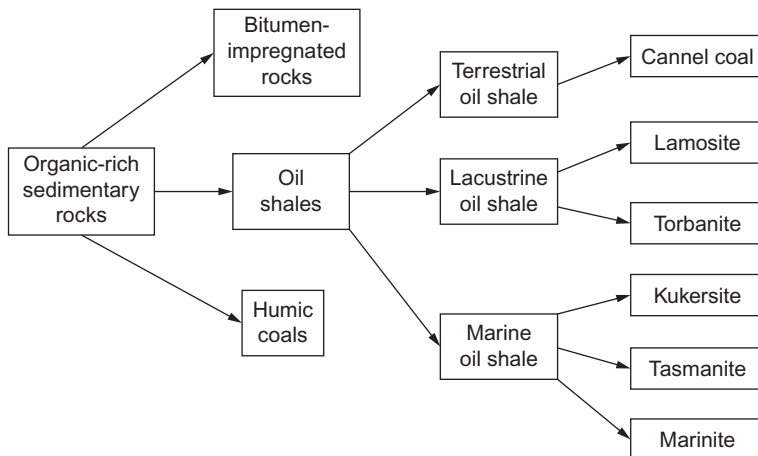 Bitumen-
impregnated
rocks
Organic-rich
sedimentary
rocks
Humic
coals
Oil
shales
Terrestrial
oil shale
Lacustrine
oil shale
Marine
oil shale
Cannel coal
Lamosite
Torbanite
Kukersite
Tasmanite
Marinite